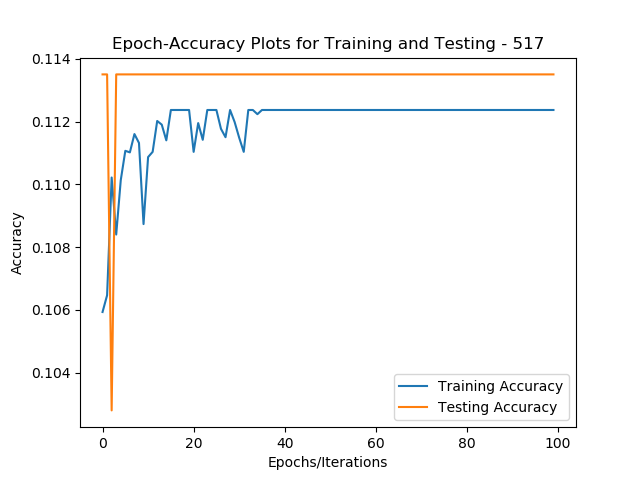 Epoch-Accuracy Plots for Training and Testing - 517
0.114
0.112
0.110
0.108
0.106
0.104
Accuracy
0
20
40
60
80
100
Epochs/Iterations
Training Accuracy
Testing Accuracy